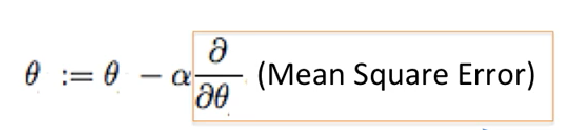 θ := θ − α ∂/∂θ (Mean Square Error)